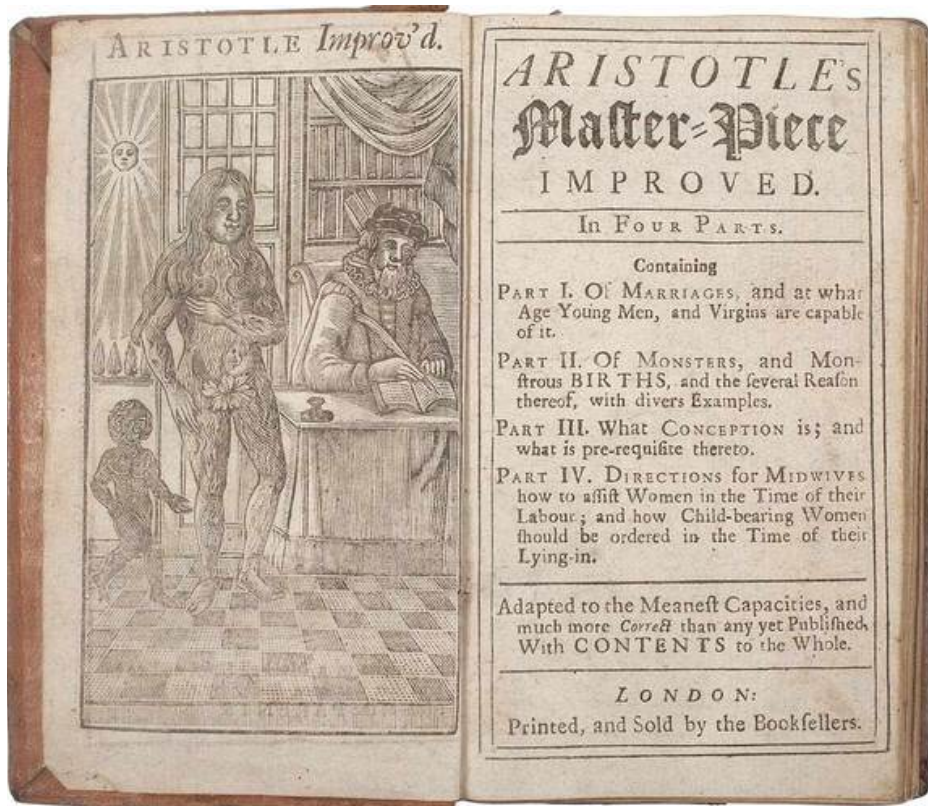 ARISTOTLE Improv'd.
ARISTOTLE's
Maſter-Piece
IMPROVED.
In FOUR PARTS.
Containing
PART I. Of MARRIAGES, and at what
Age Young Men, and Virgins are capable
of it.
PART II. Of MONSTERS, and Mon-
ſtrous BIRTHS, and the ſeveral Reaſon
thereof, with divers Examples.
PART III. What CONCEPTION is; and
what is pre-requiſite thereto.
PART IV. DIRECTIONS for MIDWIVES
how to aſſiſt Women in the Time of their
Labour; and how Child-bearing Women
ſhould be ordered in the Time of their
Lying-in.
Adapted to the Meaneſt Capacities, and
much more Correct than any yet Publiſhed,
With CONTENTS to the Whole.
LONDON:
Printed, and Sold by the Bookſellers.